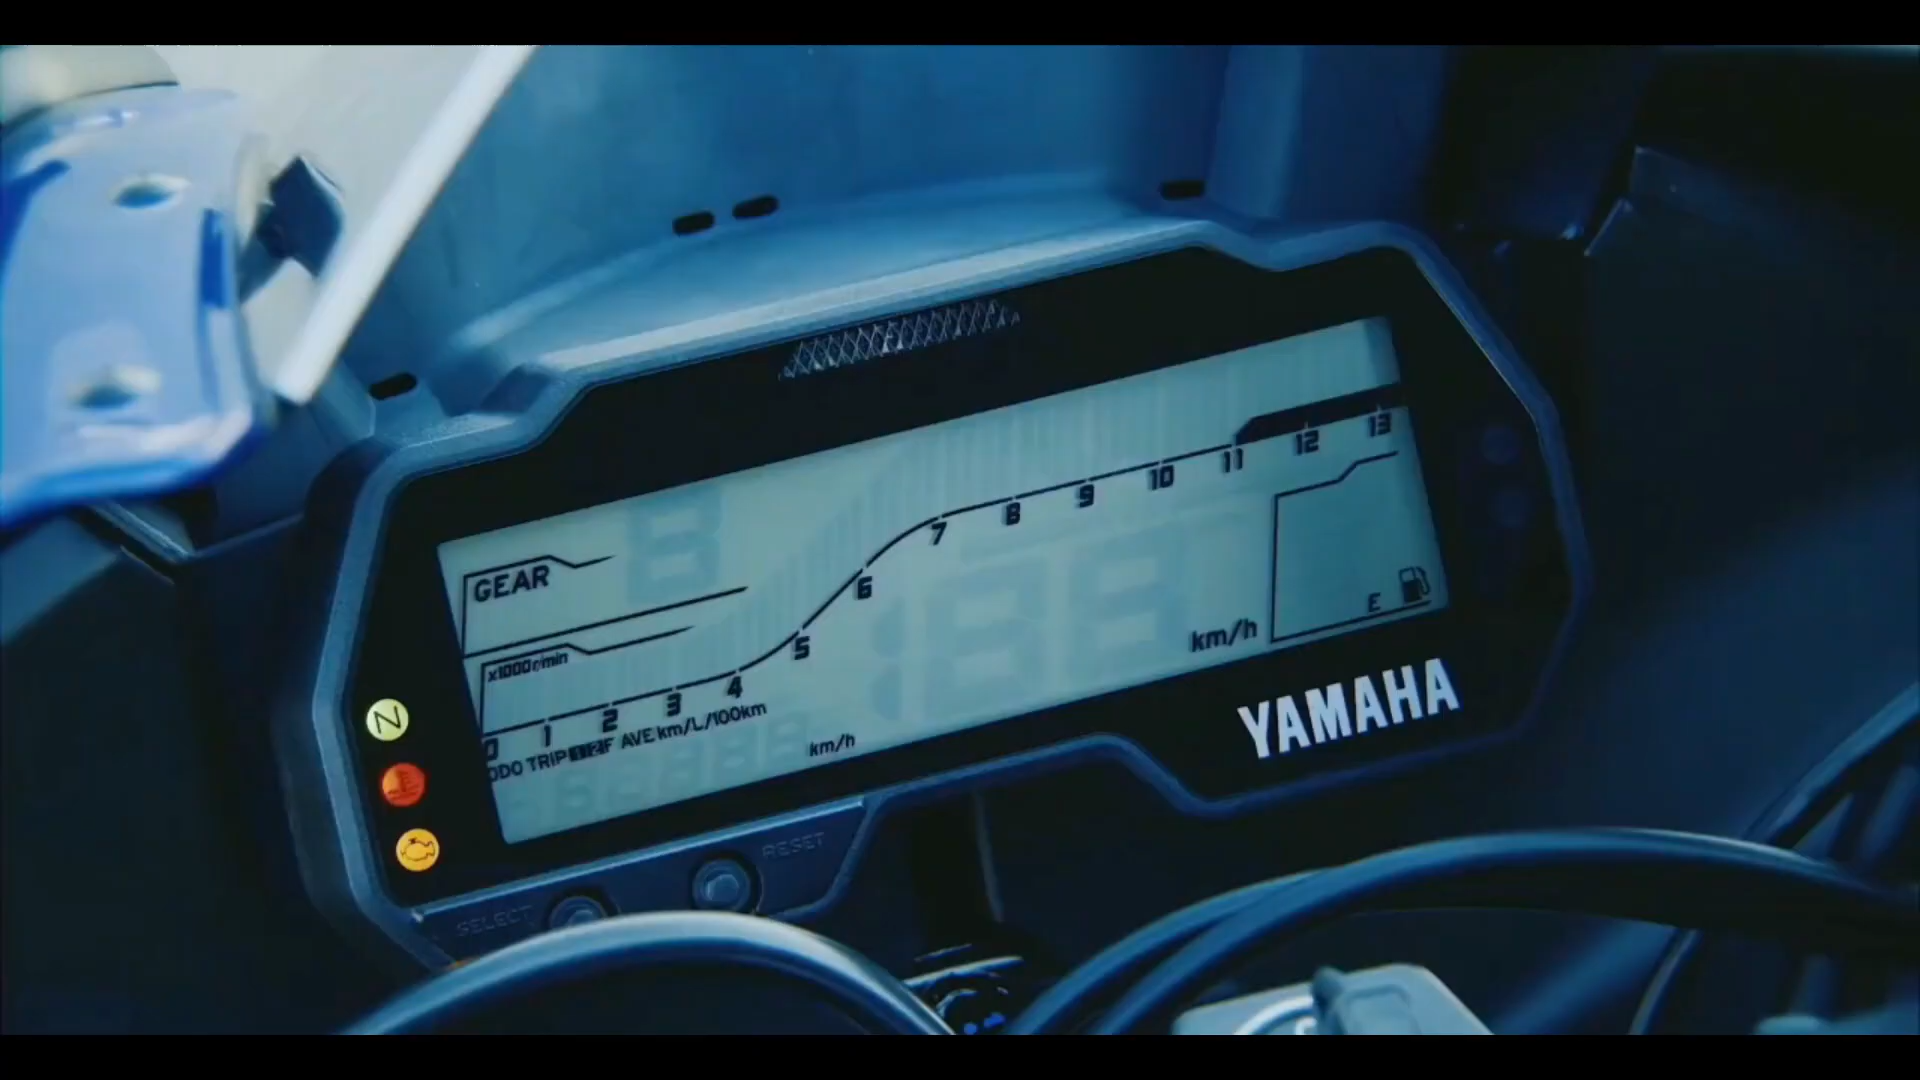 GEAR
x1000r/min
0 1 2 3 4 5 6 7 8 9 10 11 12 13
km/h
E
ODO TRIP 12F AVE km/L/100km
km/h
YAMAHA
N
SELECT
RESET